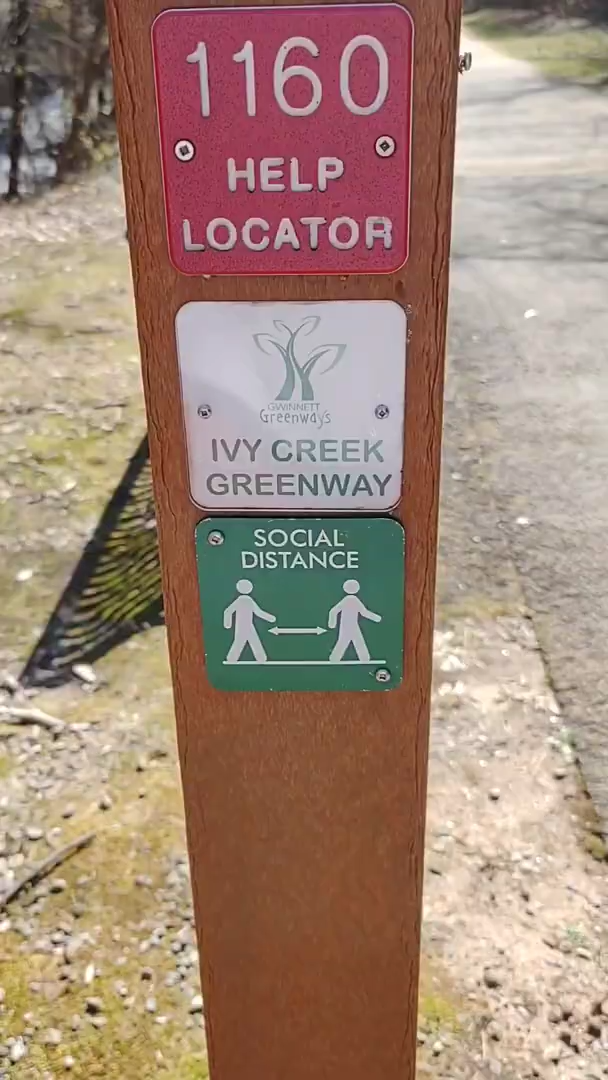 1160
HELP
LOCATOR
GWINNETT
Greenways
IVY CREEK
GREENWAY
SOCIAL
DISTANCE